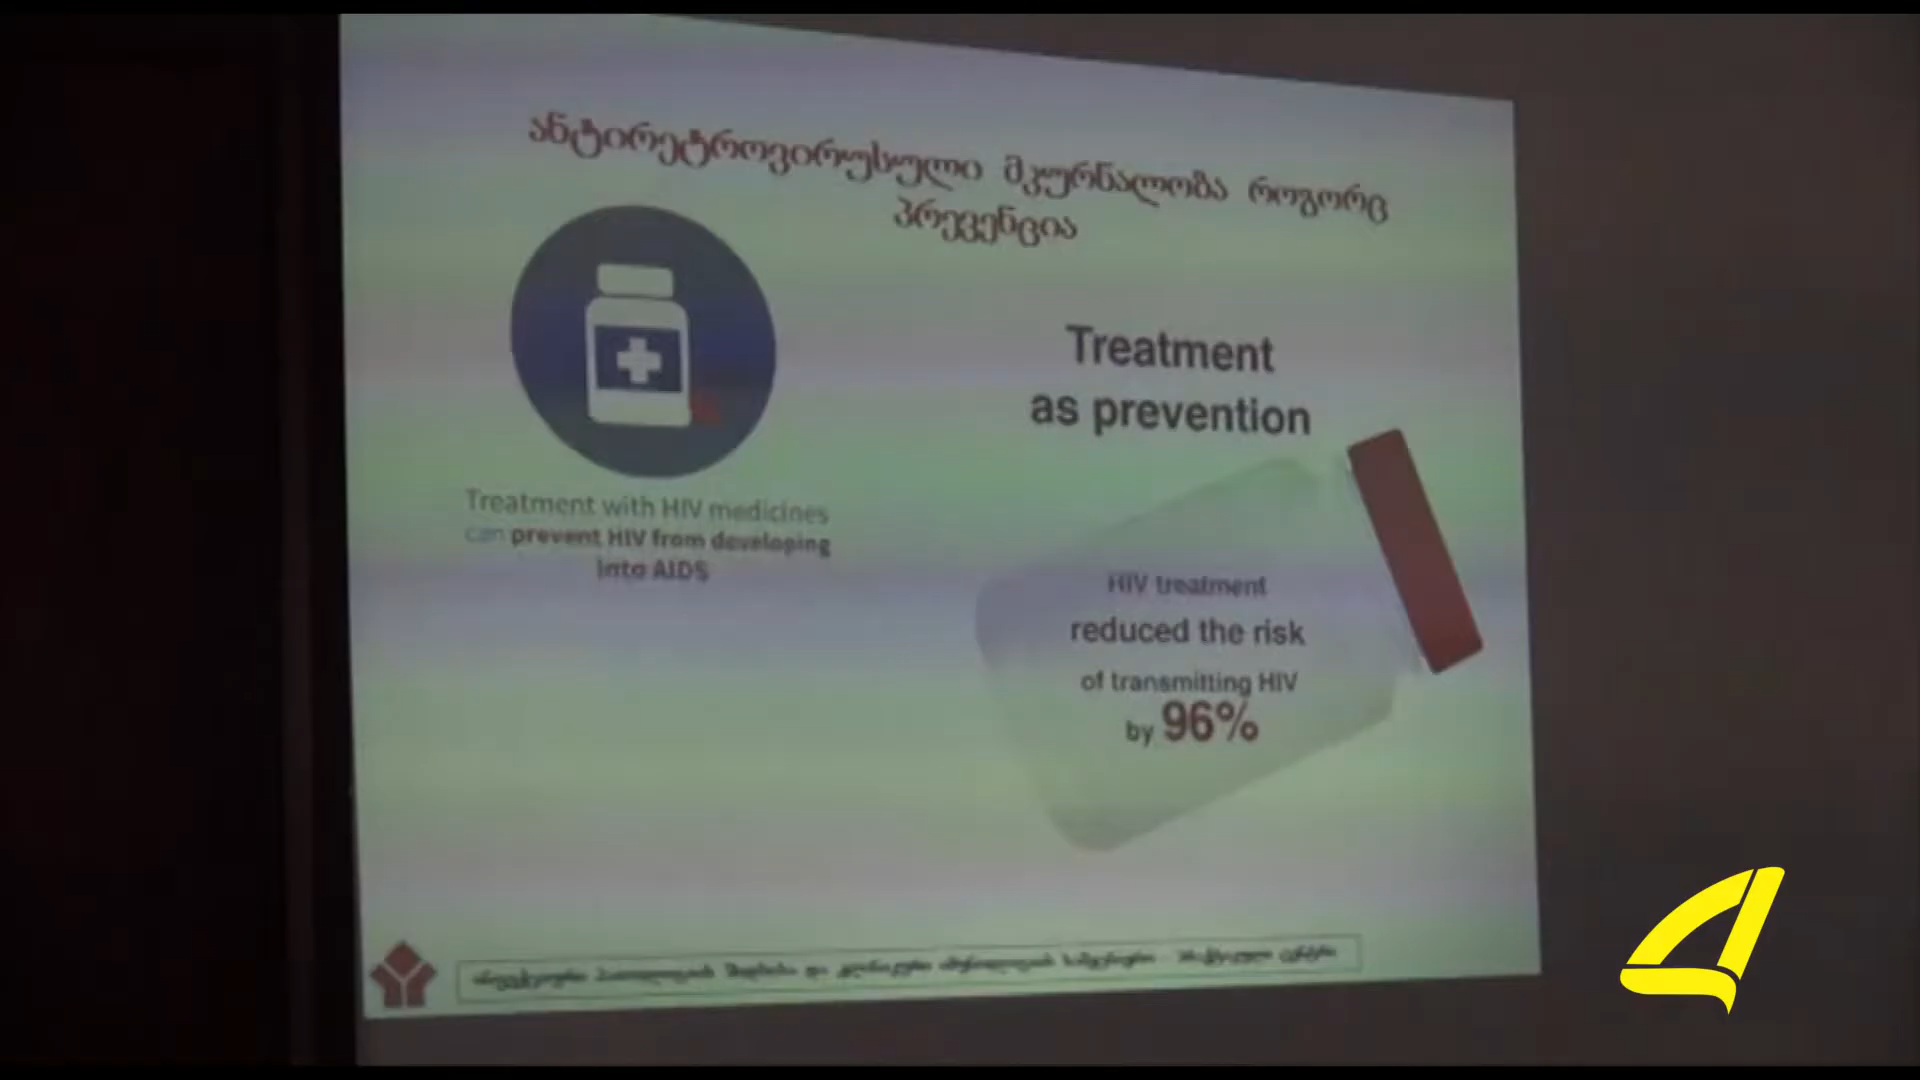 ანტირეტროვირუსული მკურნალობა როგორც
პრევენცია
Treatment
as prevention
Treatment with HIV medicines
can prevent HIV from developing
into AIDS
HIV treatment
reduced the risk
of transmitting HIV
by 96%